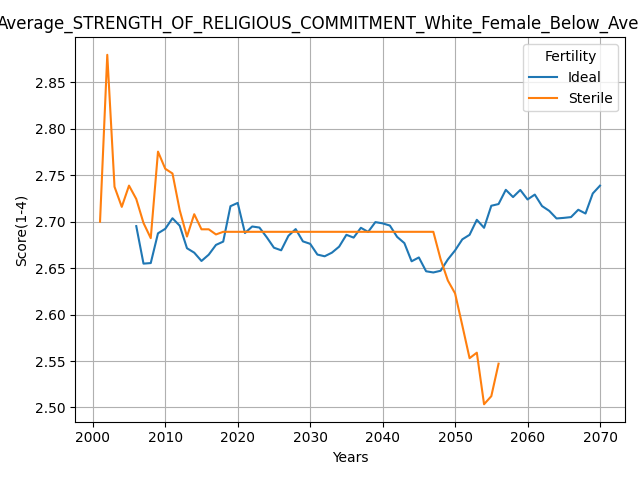 Average_STRENGTH_OF_RELIGIOUS_COMMITMENT_White_Female_Below_Ave
Fertility
Ideal
Sterile
Score(1-4)
2.85
2.80
2.75
2.70
2.65
2.60
2.55
2.50
2000 2010 2020 2030 2040 2050 2060 2070
Years